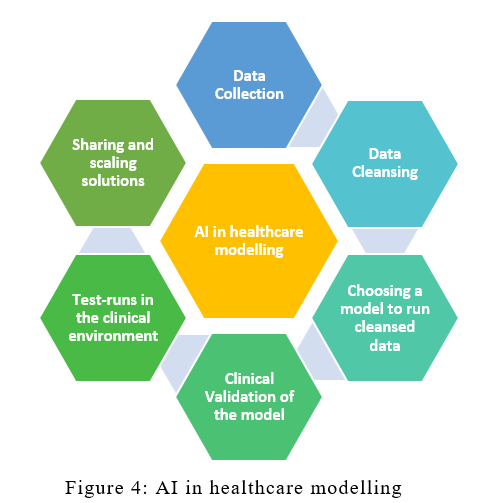 Data
Collection
Data
Cleansing
Choosing a
model to run
cleansed
data
Clinical
Validation of
the model
Test-runs in
the clinical
environment
Sharing and
scaling
solutions
AI in healthcare
modelling
Figure 4: AI in healthcare modelling